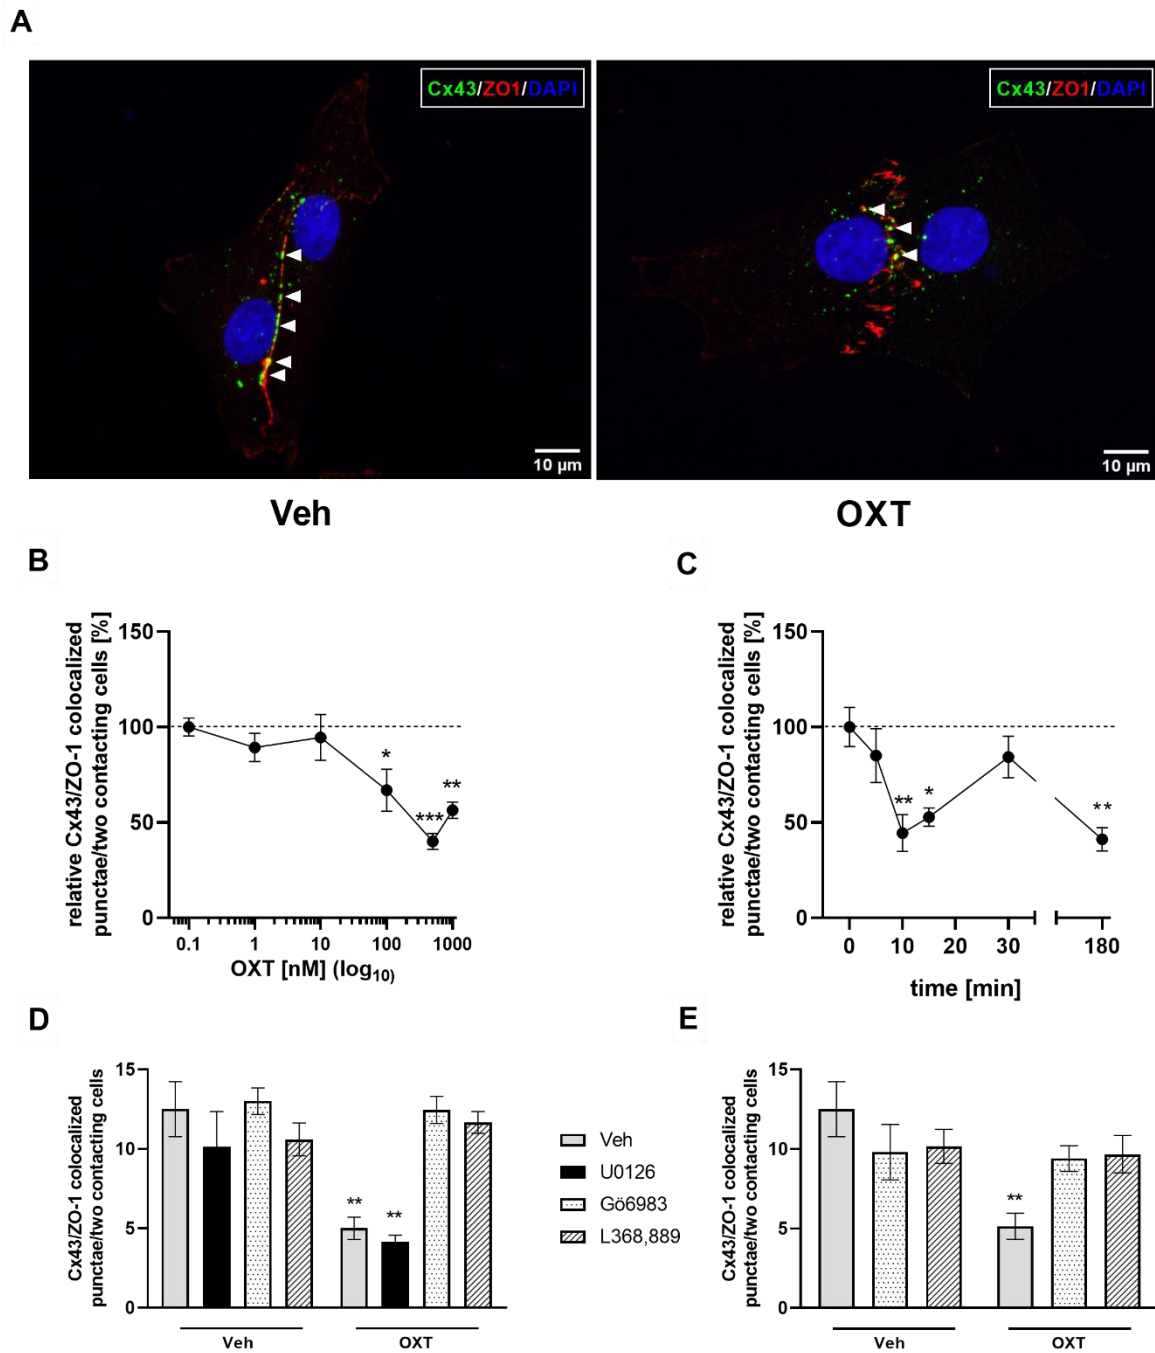 A
Cx43/ZO1/DAPI
10 µm
Veh
Cx43/ZO1/DAPI
10 µm
OXT
B
relative Cx43/ZO-1 colocalized
punctae/two contacting cells [%]
150
100
50
0
*
***
**
0.1 1 10 100 1000
OXT [nM] (log10)
C
relative Cx43/ZO-1 colocalized
punctae/two contacting cells [%]
150
100
50
0
**
*
**
0 10 20 30 180
time [min]
D
Cx43/ZO-1 colocalized
punctae/two contacting cells
15
10
5
0
**
**
Veh OXT
Veh
U0126
Gö6983
L368,889
E
Cx43/ZO-1 colocalized
punctae/two contacting cells
15
10
5
0
**
Veh OXT